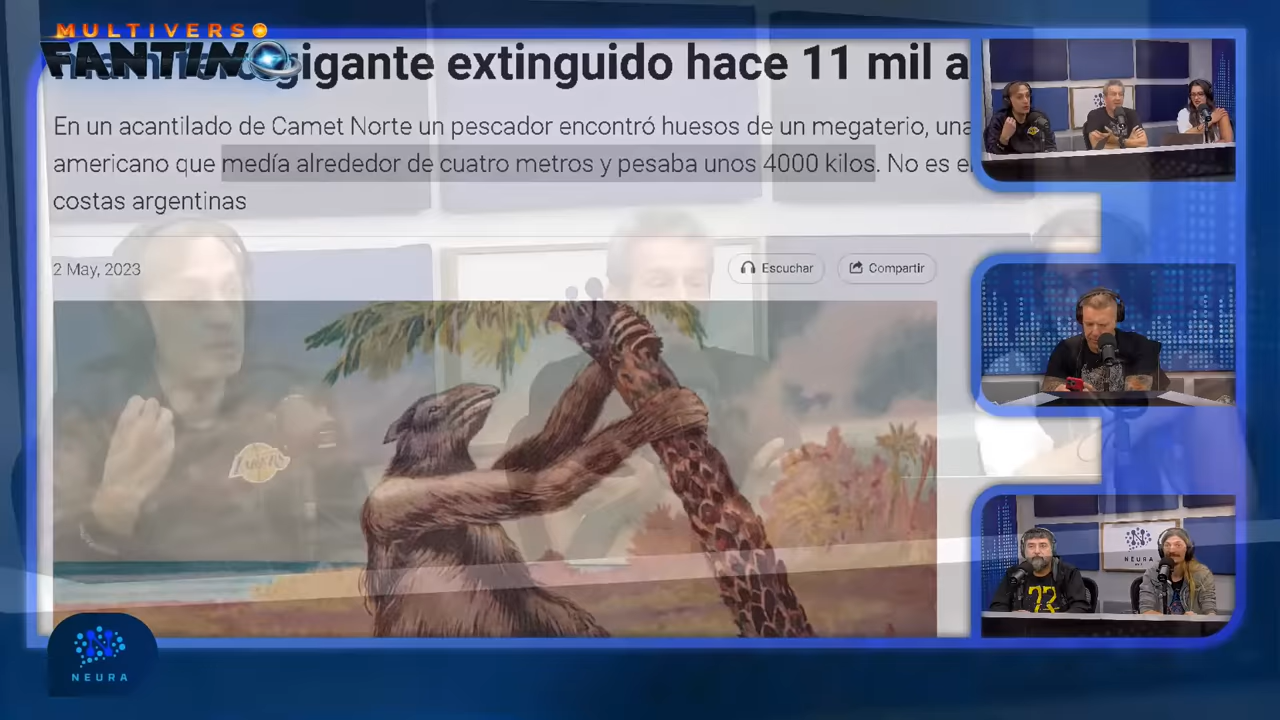 MULTIVERSO
FANTINO
gigante extinguido hace 11 mil a
En un acantilado de Camet Norte un pescador encontró huesos de un megaterio, una
americano que medía alrededor de cuatro metros y pesaba unos 4000 kilos. No es e
costas argentinas
2 May, 2023
Escuchar
Compartir
NEURA
NEURA
73